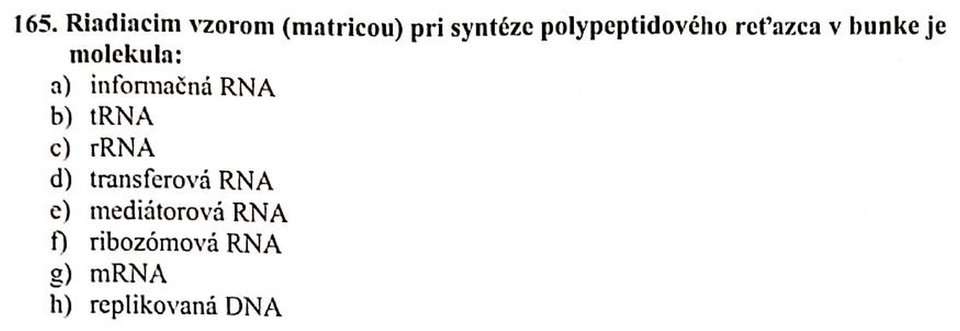 165. Riadiacim vzorom (matricou) pri syntéze polypeptidového reťazca v bunke je
molekula:
a) informačná RNA
b) tRNA
c) rRNA
d) transferová RNA
e) mediátorová RNA
f) ribozómová RNA
g) mRNA
h) replikovaná DNA